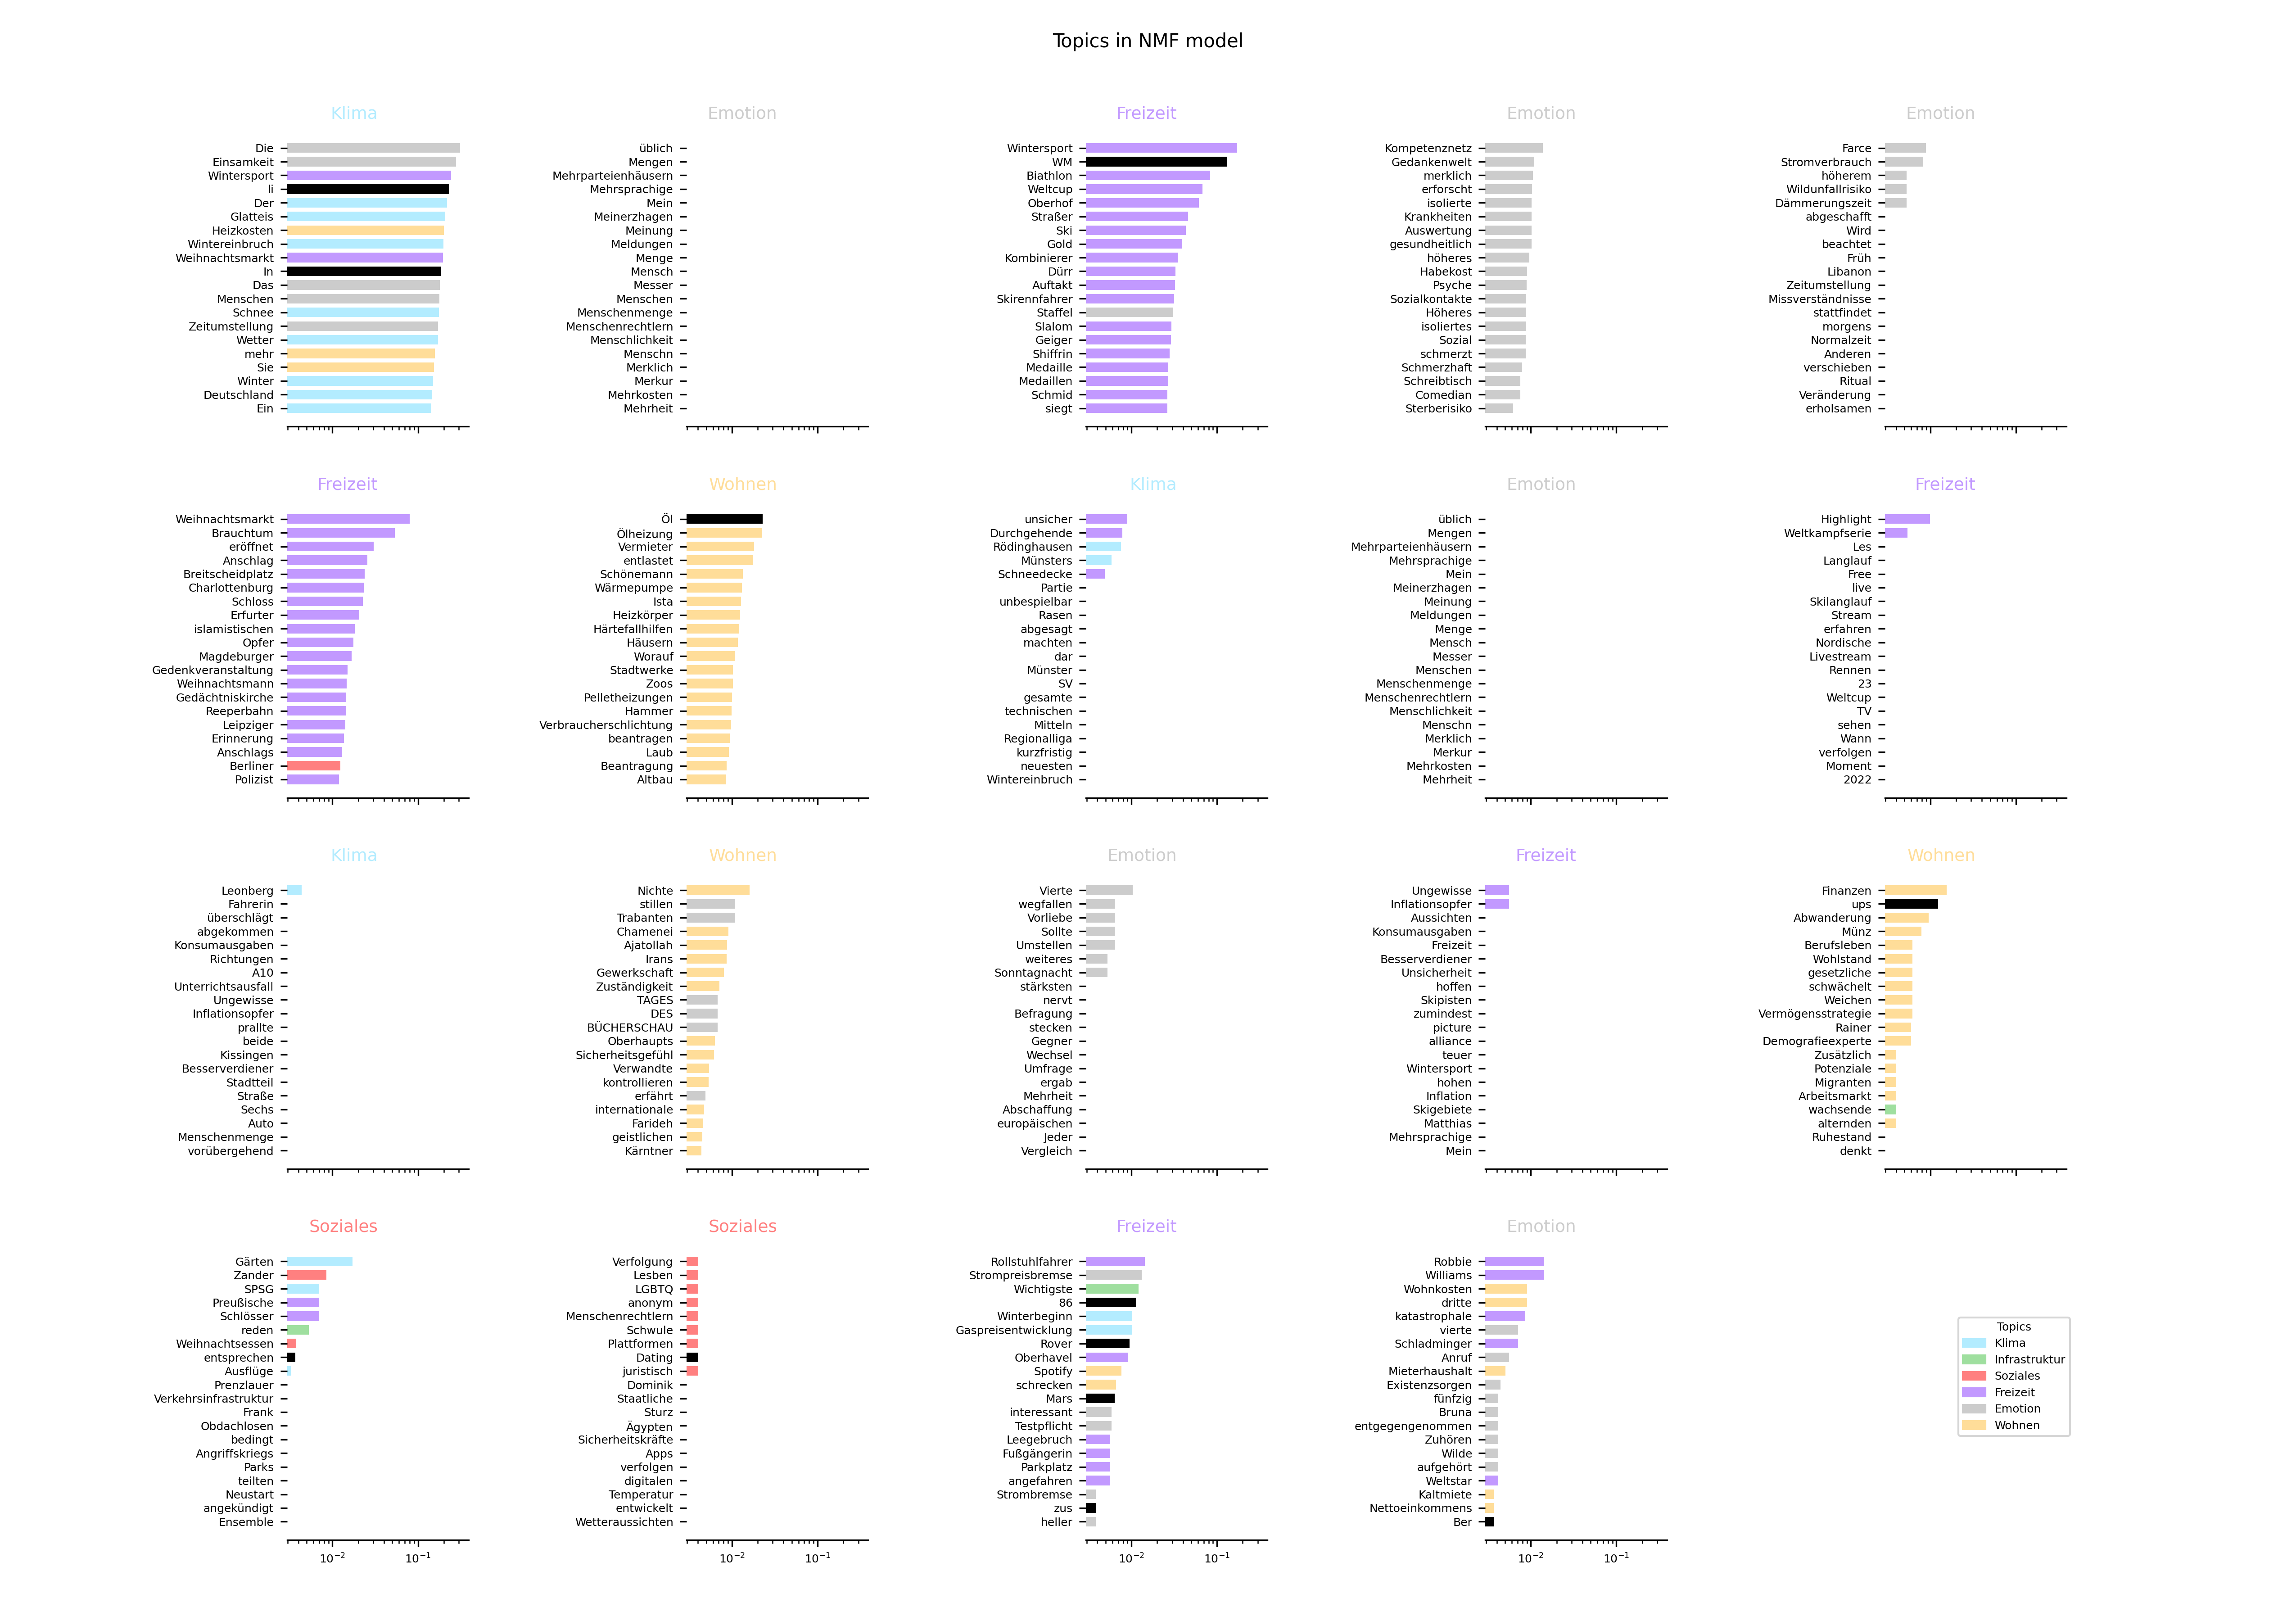 Topics in NMF model
Klima
Die
Einsamkeit
Wintersport
li
Der
Glatteis
Heizkosten
Wintereinbruch
Weihnachtsmarkt
In
Das
Menschen
Schnee
Zeitumstellung
Wetter
mehr
Sie
Winter
Deutschland
Ein
Emotion
üblich
Mengen
Mehrparteienhäusern
Mehrsprachige
Mein
Meinerzhagen
Meinung
Meldungen
Menge
Mensch
Messer
Menschen
Menschenmenge
Menschenrechtlern
Menschlichkeit
Menschn
Merklich
Merkur
Mehrkosten
Mehrheit
Freizeit
Wintersport
WM
Biathlon
Weltcup
Oberhof
Straßer
Ski
Gold
Kombinierer
Dürr
Auftakt
Skirennfahrer
Staffel
Slalom
Geiger
Shiffrin
Medaille
Medaillen
Schmid
siegt
Emotion
Kompetenznetz
Gedankenwelt
merklich
erforscht
isolierte
Krankheiten
Auswertung
gesundheitlich
höheres
Habekost
Psyche
Sozialkontakte
Höheres
isoliertes
Sozial
schmerzt
Schmerzhaft
Schreibtisch
Comedian
Sterberisiko
Emotion
Farce
Stromverbrauch
höherem
Wildunfallrisiko
Dämmerungszeit
abgeschafft
Wird
beachtet
Früh
Libanon
Zeitumstellung
Missverständnisse
stattfindet
morgens
Normalzeit
Anderen
verschieben
Ritual
Veränderung
erholsamen
Freizeit
Weihnachtsmarkt
Brauchtum
eröffnet
Anschlag
Breitscheidplatz
Charlottenburg
Schloss
Erfurter
islamistischen
Opfer
Magdeburger
Gedenkveranstaltung
Weihnachtsmann
Gedächtniskirche
Reeperbahn
Leipziger
Erinnerung
Anschlags
Berliner
Polizist
Wohnen
Öl
Ölheizung
Vermieter
entlastet
Schönemann
Wärmepumpe
Ista
Heizkörper
Härtefallhilfen
Häusern
Worauf
Stadtwerke
Zoos
Pelletheizungen
Hammer
Verbraucherschlichtung
beantragen
Laub
Beantragung
Altbau
Klima
unsicher
Durchgehende
Rödinghausen
Münsters
Schneedecke
Partie
unbespielbar
Rasen
abgesagt
machten
dar
Münster
SV
gesamte
technischen
Mitteln
Regionalliga
kurzfristig
neuesten
Wintereinbruch
Emotion
üblich
Mengen
Mehrparteienhäusern
Mehrsprachige
Mein
Meinerzhagen
Meinung
Meldungen
Menge
Mensch
Messer
Menschen
Menschenmenge
Menschenrechtlern
Menschlichkeit
Menschn
Merklich
Merkur
Mehrkosten
Mehrheit
Freizeit
Highlight
Weltkampfserie
Les
Langlauf
Free
live
Skilanglauf
Stream
erfahren
Nordische
Livestream
Rennen
23
Weltcup
TV
sehen
Wann
verfolgen
Moment
2022
Klima
Leonberg
Fahrerin
überschlägt
abgekommen
Konsumausgaben
Richtungen
A10
Unterrichtsausfall
Ungewisse
Inflationsopfer
prallte
beide
Kissingen
Besserverdiener
Stadtteil
Straße
Sechs
Auto
Menschenmenge
vorübergehend
Wohnen
Nichte
stillen
Trabanten
Chamenei
Ajatollah
Irans
Gewerkschaft
Zuständigkeit
TAGES
DES
BÜCHERSCHAU
Oberhaupts
Sicherheitsgefühl
Verwandte
kontrollieren
erfährt
internationale
Farideh
geistlichen
Kärntner
Emotion
Vierte
wegfallen
Vorliebe
Sollte
Umstellen
weiteres
Sonntagnacht
stärksten
nervt
Befragung
stecken
Gegner
Wechsel
Umfrage
ergab
Mehrheit
Abschaffung
europäischen
Jeder
Vergleich
Freizeit
Ungewisse
Inflationsopfer
Aussichten
Konsumausgaben
Freizeit
Besserverdiener
Unsicherheit
hoffen
Skipisten
zumindest
picture
alliance
teuer
Wintersport
hohen
Inflation
Skigebiete
Matthias
Mehrsprachige
Mein
Wohnen
Finanzen
ups
Abwanderung
Münz
Berufsleben
Wohlstand
gesetzliche
schwächelt
Weichen
Vermögensstrategie
Rainer
Demografieexperte
Zusätzlich
Potenziale
Migranten
Arbeitsmarkt
wachsende
alternden
Ruhestand
denkt
Soziales
Gärten
Zander
SPSG
Preußische
Schlösser
reden
Weihnachtsessen
entsprechen
Ausflüge
Prenzlauer
Verkehrsinfrastruktur
Frank
Obdachlosen
bedingt
Angriffskriegs
Parks
teilten
Neustart
angekündigt
Ensemble
10⁻² 10⁻¹
Soziales
Verfolgung
Lesben
LGBTQ
anonym
Menschenrechtlern
Schwule
Plattformen
Dating
juristisch
Dominik
Staatliche
Sturz
Ägypten
Sicherheitskräfte
Apps
verfolgen
digitalen
Temperatur
entwickelt
Wetteraussichten
10⁻² 10⁻¹
Freizeit
Rollstuhlfahrer
Strompreisbremse
Wichtigste
86
Winterbeginn
Gaspreisentwicklung
Rover
Oberhavel
Spotify
schrecken
Mars
interessant
Testpflicht
Leegebruch
Fußgängerin
Parkplatz
angefahren
Strombremse
zus
heller
10⁻² 10⁻¹
Emotion
Robbie
Williams
Wohnkosten
dritte
katastrophale
vierte
Schladminger
Anruf
Mieterhaushalt
Existenzsorgen
fünfzig
Bruna
entgegengenommen
Zuhören
Wilde
aufgehört
Weltstar
Kaltmiete
Nettoeinkommens
Ber
10⁻² 10⁻¹
Topics
Klima
Infrastruktur
Soziales
Freizeit
Emotion
Wohnen